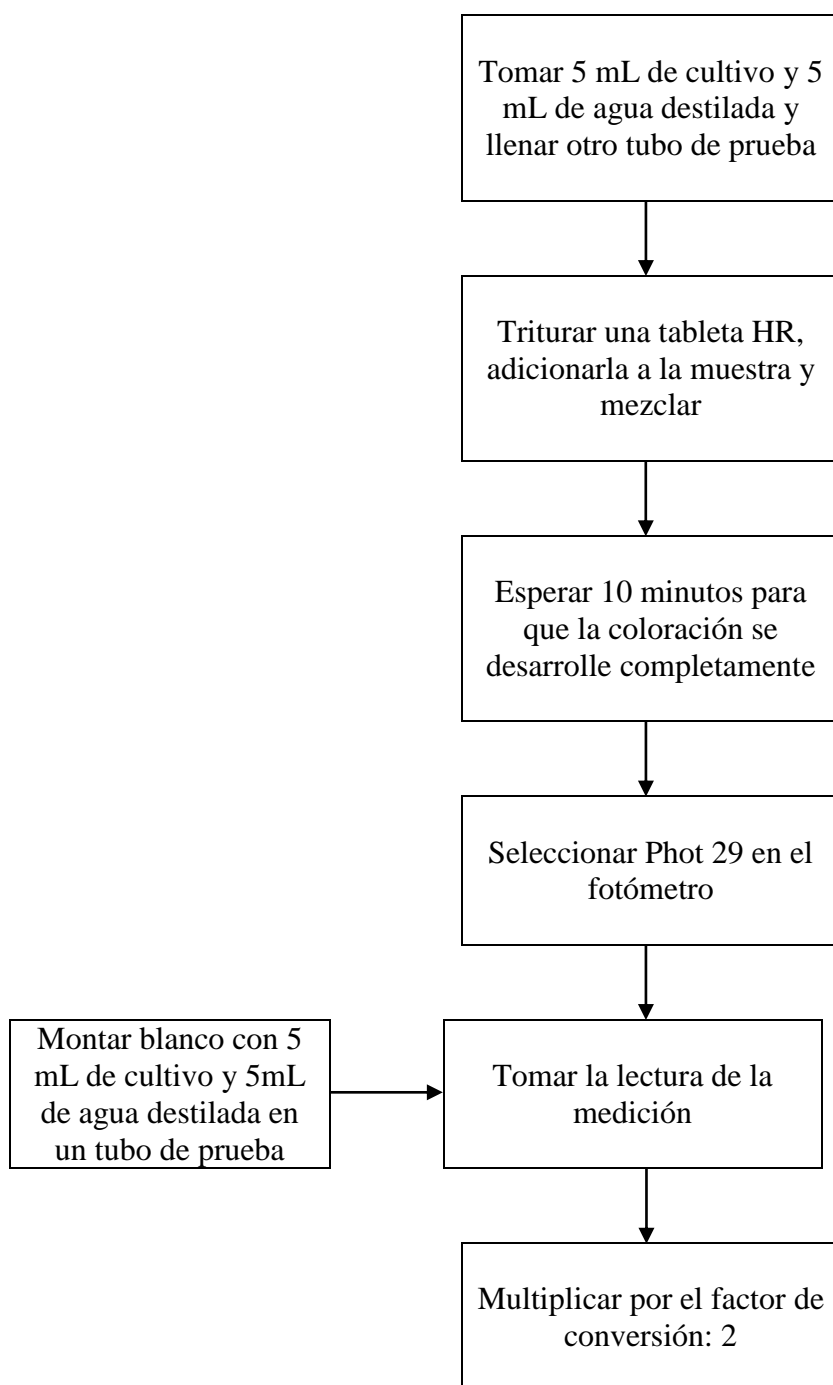 Tomar 5 mL de cultivo y 5
mL de agua destilada y
llenar otro tubo de prueba
Triturar una tableta HR,
adicionarla a la muestra y
mezclar
Esperar 10 minutos para
que la coloración se
desarrolle completamente
Seleccionar Phot 29 en el
fotómetro
Montar blanco con 5
mL de cultivo y 5mL
de agua destilada en
un tubo de prueba
Tomar la lectura de la
medición
Multiplicar por el factor de
conversión: 2